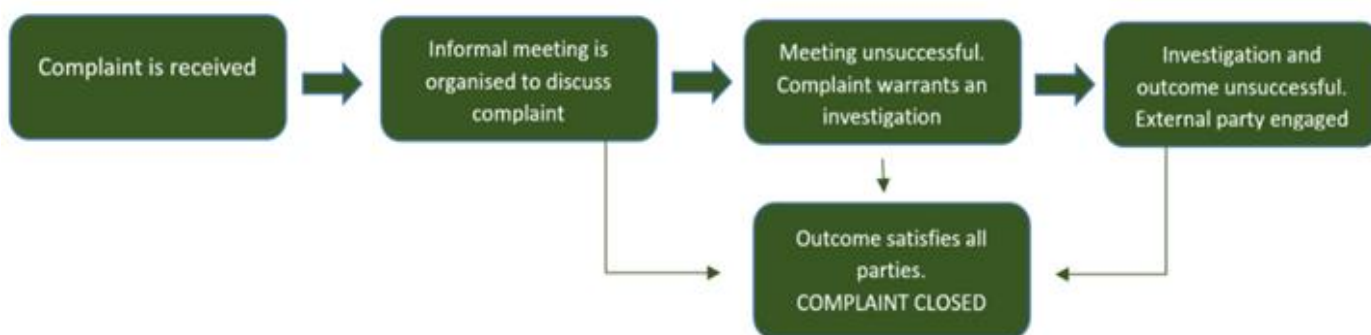 Complaint is received
Informal meeting is
organised to discuss
complaint
Meeting unsuccessful.
Complaint warrants an
investigation
Investigation and
outcome unsuccessful.
External party engaged
Outcome satisfies all
parties.
COMPLAINT CLOSED